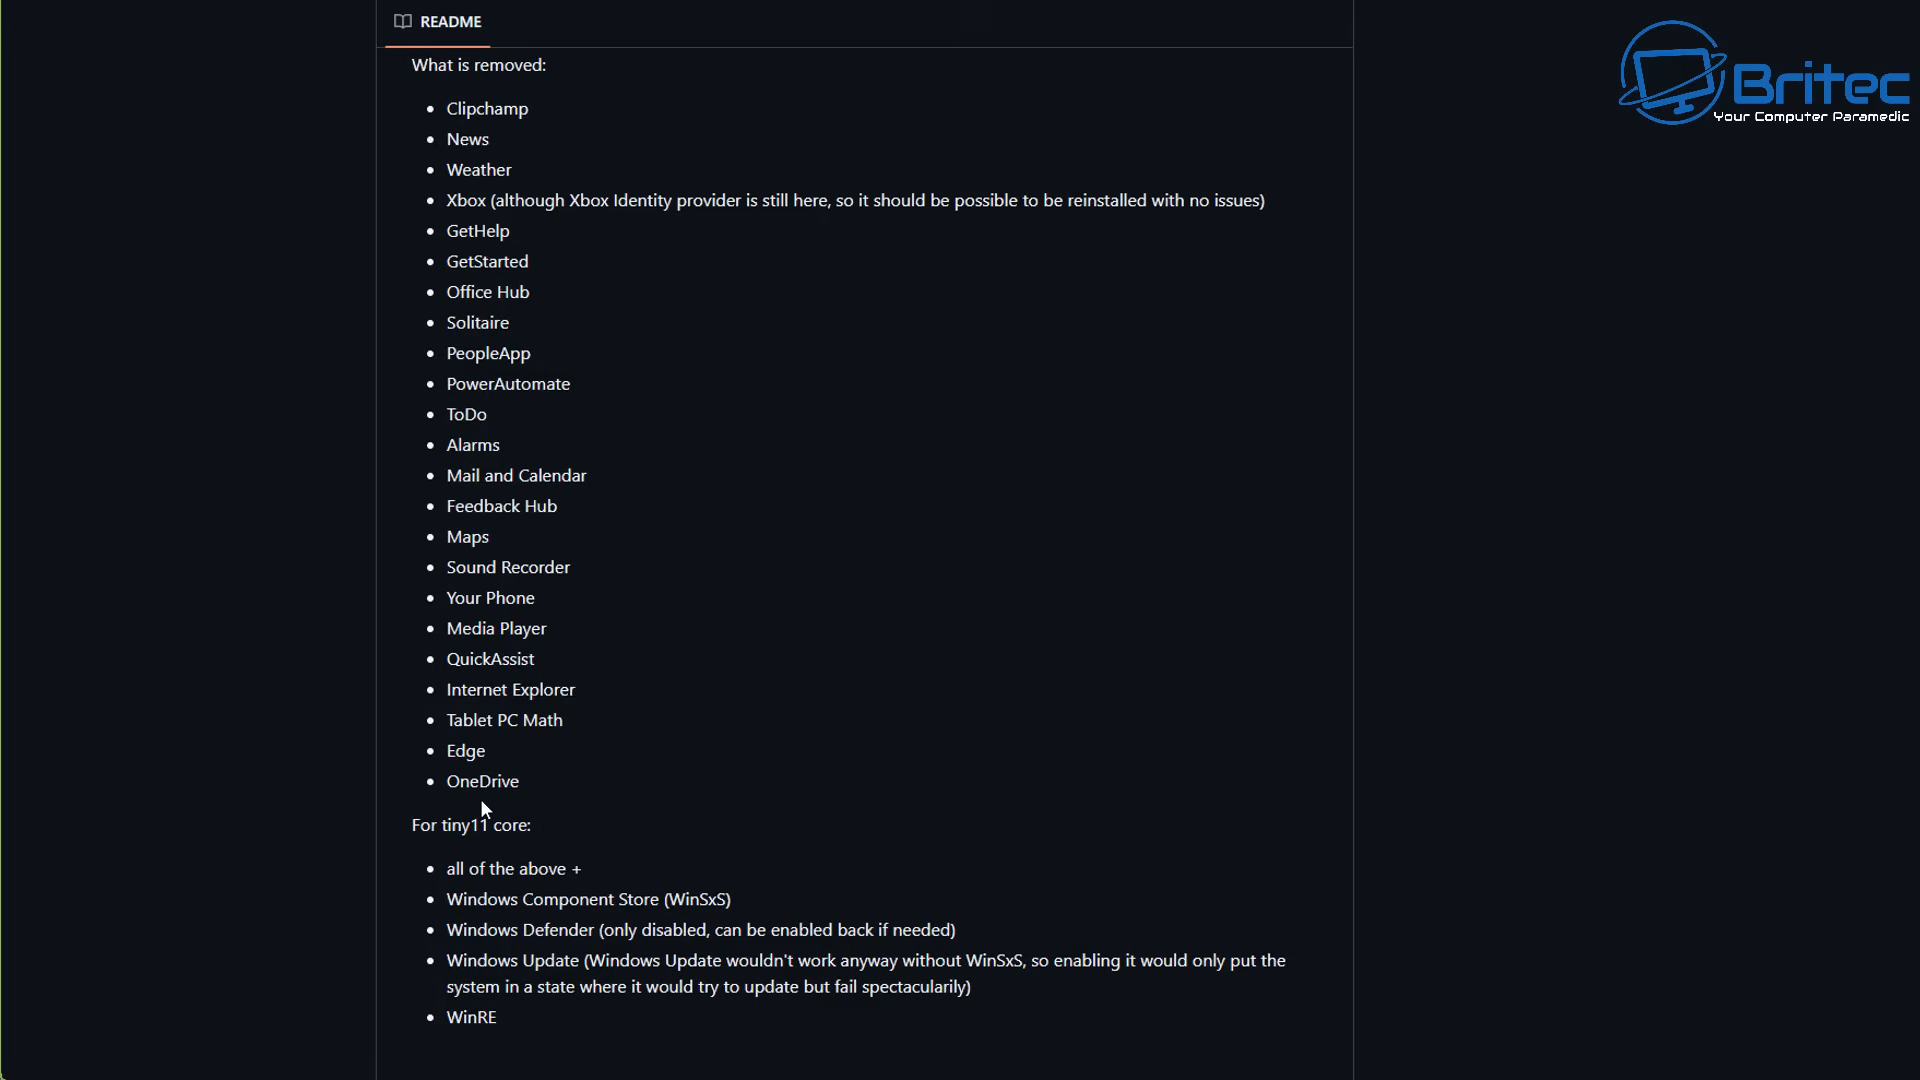 README
Britec
Your Computer Paramedic
What is removed:
Clipchamp
News
Weather
Xbox (although Xbox Identity provider is still here, so it should be possible to be reinstalled with no issues)
GetHelp
GetStarted
Office Hub
Solitaire
PeopleApp
PowerAutomate
ToDo
Alarms
Mail and Calendar
Feedback Hub
Maps
Sound Recorder
Your Phone
Media Player
QuickAssist
Internet Explorer
Tablet PC Math
Edge
OneDrive
For tiny11 core:
all of the above +
Windows Component Store (WinSxS)
Windows Defender (only disabled, can be enabled back if needed)
Windows Update (Windows Update wouldn't work anyway without WinSxS, so enabling it would only put the
system in a state where it would try to update but fail spectacularily)
WinRE